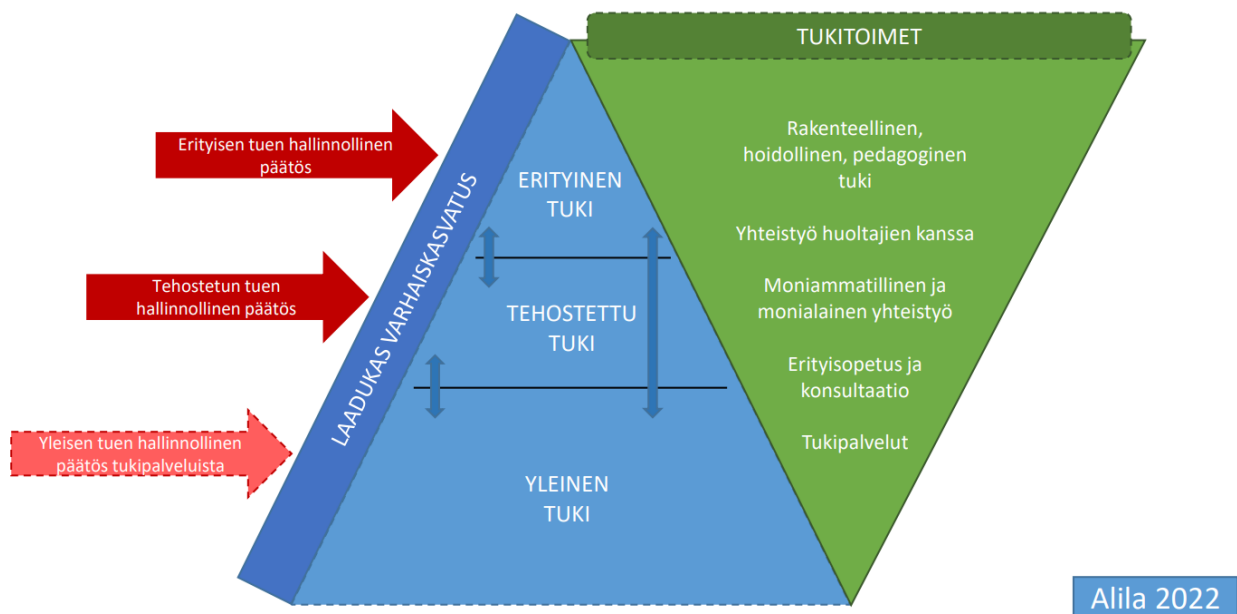 TUKITOIMET
Erityisen tuen hallinnollinen
päätös
Tehostetun tuen
hallinnollinen päätös
Yleisen tuen hallinnollinen
päätös tukipalveluista
LAADUKAS VARHAISKASVATUS
ERITYINEN
TUKI
TEHOSTETTU
TUKI
YLEINEN
TUKI
Rakenteellinen,
hoidollinen, pedagoginen
tuki
Yhteistyö huoltajien kanssa
Moniammatillinen ja
monialainen yhteistyö
Erityisopetus ja
konsultaatio
Tukipalvelut
Alila 2022